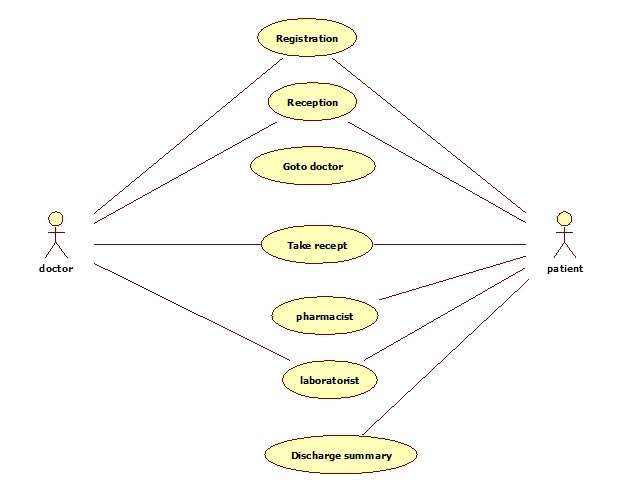 Registration
Reception
Goto doctor
Take recept
doctor
patient
pharmacist
laboratorist
Discharge summary